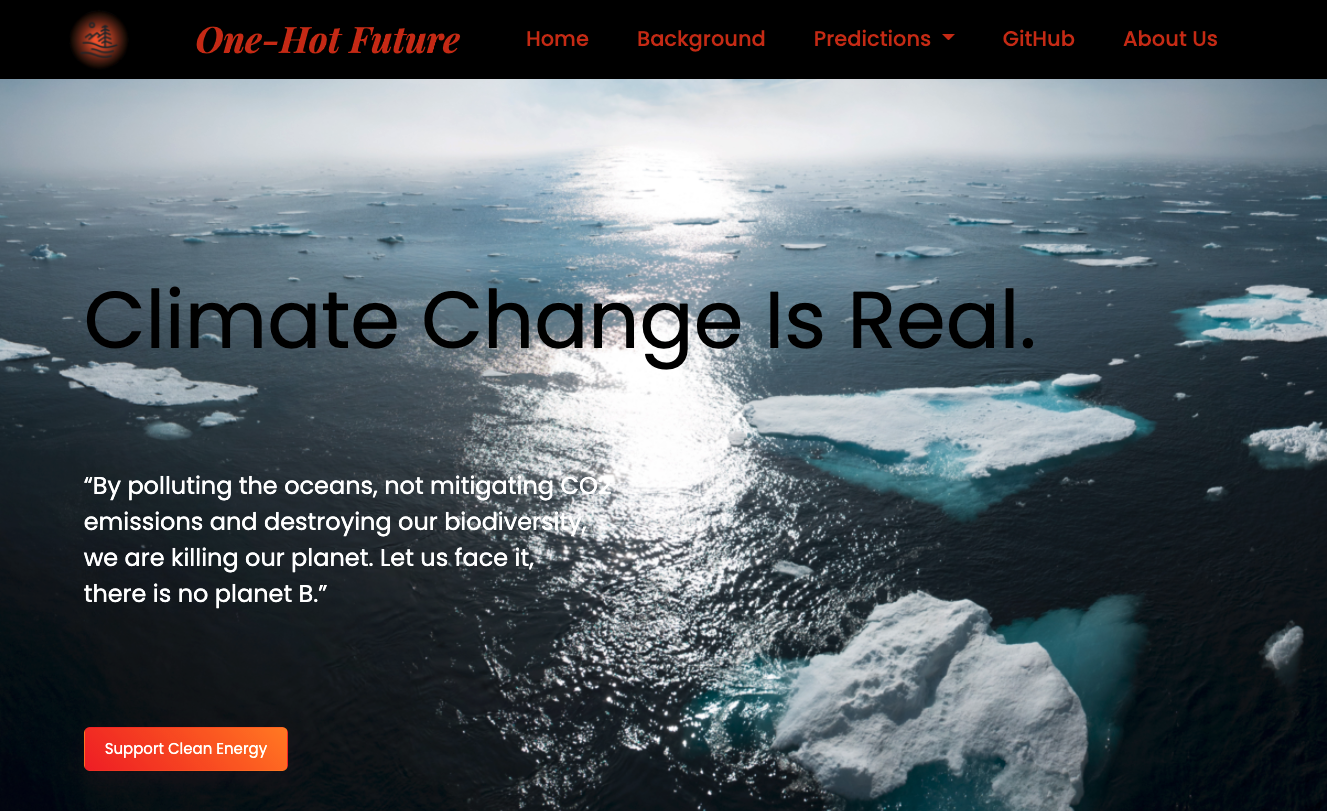 One-Hot Future
Home
Background
Predictions
GitHub
About Us
Climate Change Is Real.
“By polluting the oceans, not mitigating CO2
emissions and destroying our biodiversity,
we are killing our planet. Let us face it,
there is no planet B.”
Support Clean Energy